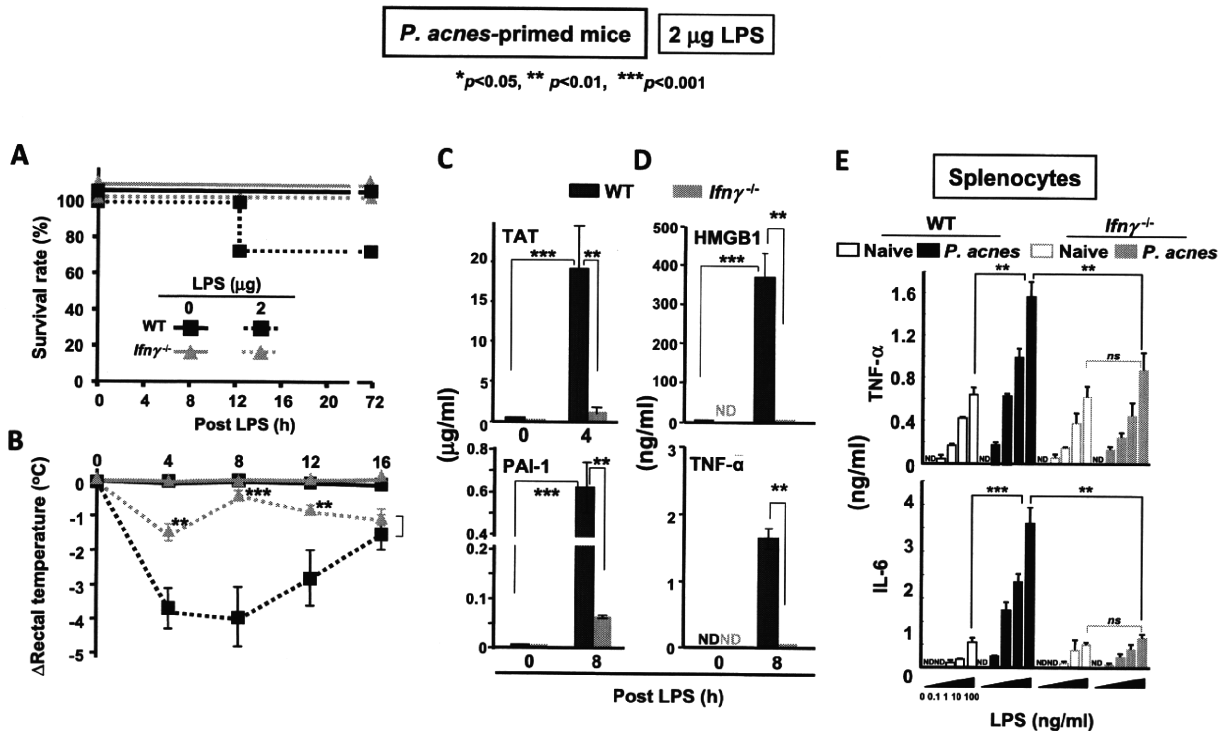 P. acnes-primed mice
2 µg LPS
*p<0.05, ** p<0.01, ***p<0.001
A
Survival rate (%)
100
80
60
40
20
0
LPS (µg)
0 2
WT
Ifnγ-/-
0 4 8 12 16 20 72
Post LPS (h)
B
0 4 8 12 16
ΔRectal temperature (°C)
0
-1
-2
-3
-4
-5
**
***
**
C
WT Ifnγ-/-
(µg/ml)
TAT
20
15
10
5
0
*** **
0 4
PAI-1
0.8
0.6
0.4
0.2
0.1
0
*** **
0 8
D
(ng/ml)
HMGB1
500
400
300
200
100
0
***
**
ND
TNF-α
3
2
1
0
**
ND ND
0 8
Post LPS (h)
E
Splenocytes
WT Ifnγ-/-
Naive P. acnes Naive P. acnes
(ng/ml)
TNF-α
1.6
1.2
0.8
0.4
0
** **
ns
ND ND ND ND
IL-6
4
3
2
1
0
*** **
ns
NDND ND NDND ND
0 0.1 1 10 100
LPS (ng/ml)